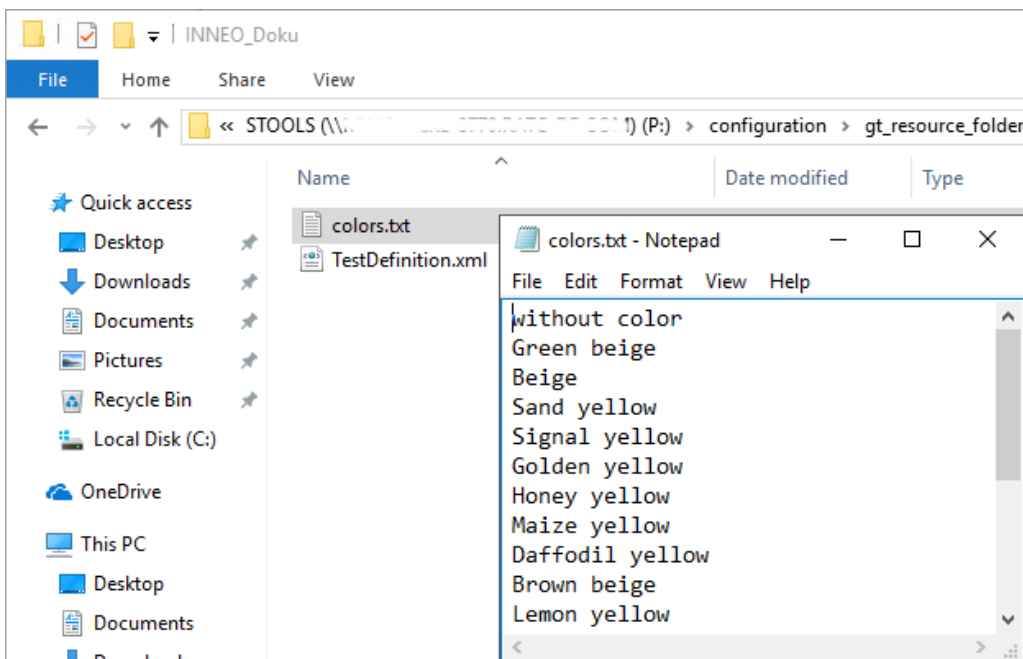 INNEO_Doku
File Home Share View
« STOOLS (\\ (P:) > configuration > gt_resource_folder
Name Date modified Type
Quick access
Desktop
Downloads
Documents
Pictures
Recycle Bin
Local Disk (C:)
OneDrive
This PC
Desktop
Documents
colors.txt
TestDefinition.xml
colors.txt - Notepad
File Edit Format View Help
without color
Green beige
Beige
Sand yellow
Signal yellow
Golden yellow
Honey yellow
Maize yellow
Daffodil yellow
Brown beige
Lemon yellow